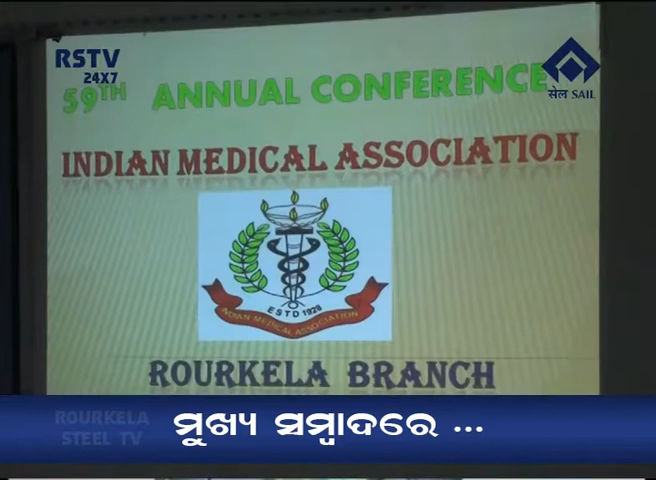 RSTV
24X7
सेल SAIL
59TH ANNUAL CONFERENCE
INDIAN MEDICAL ASSOCIATION
ESTD 1928
INDIAN MEDICAL ASSOCIATION
ROURKELA BRANCH
ROURKELA
STEEL TV
ମୁଖ୍ୟ ସମ୍ବାଦରେ ...